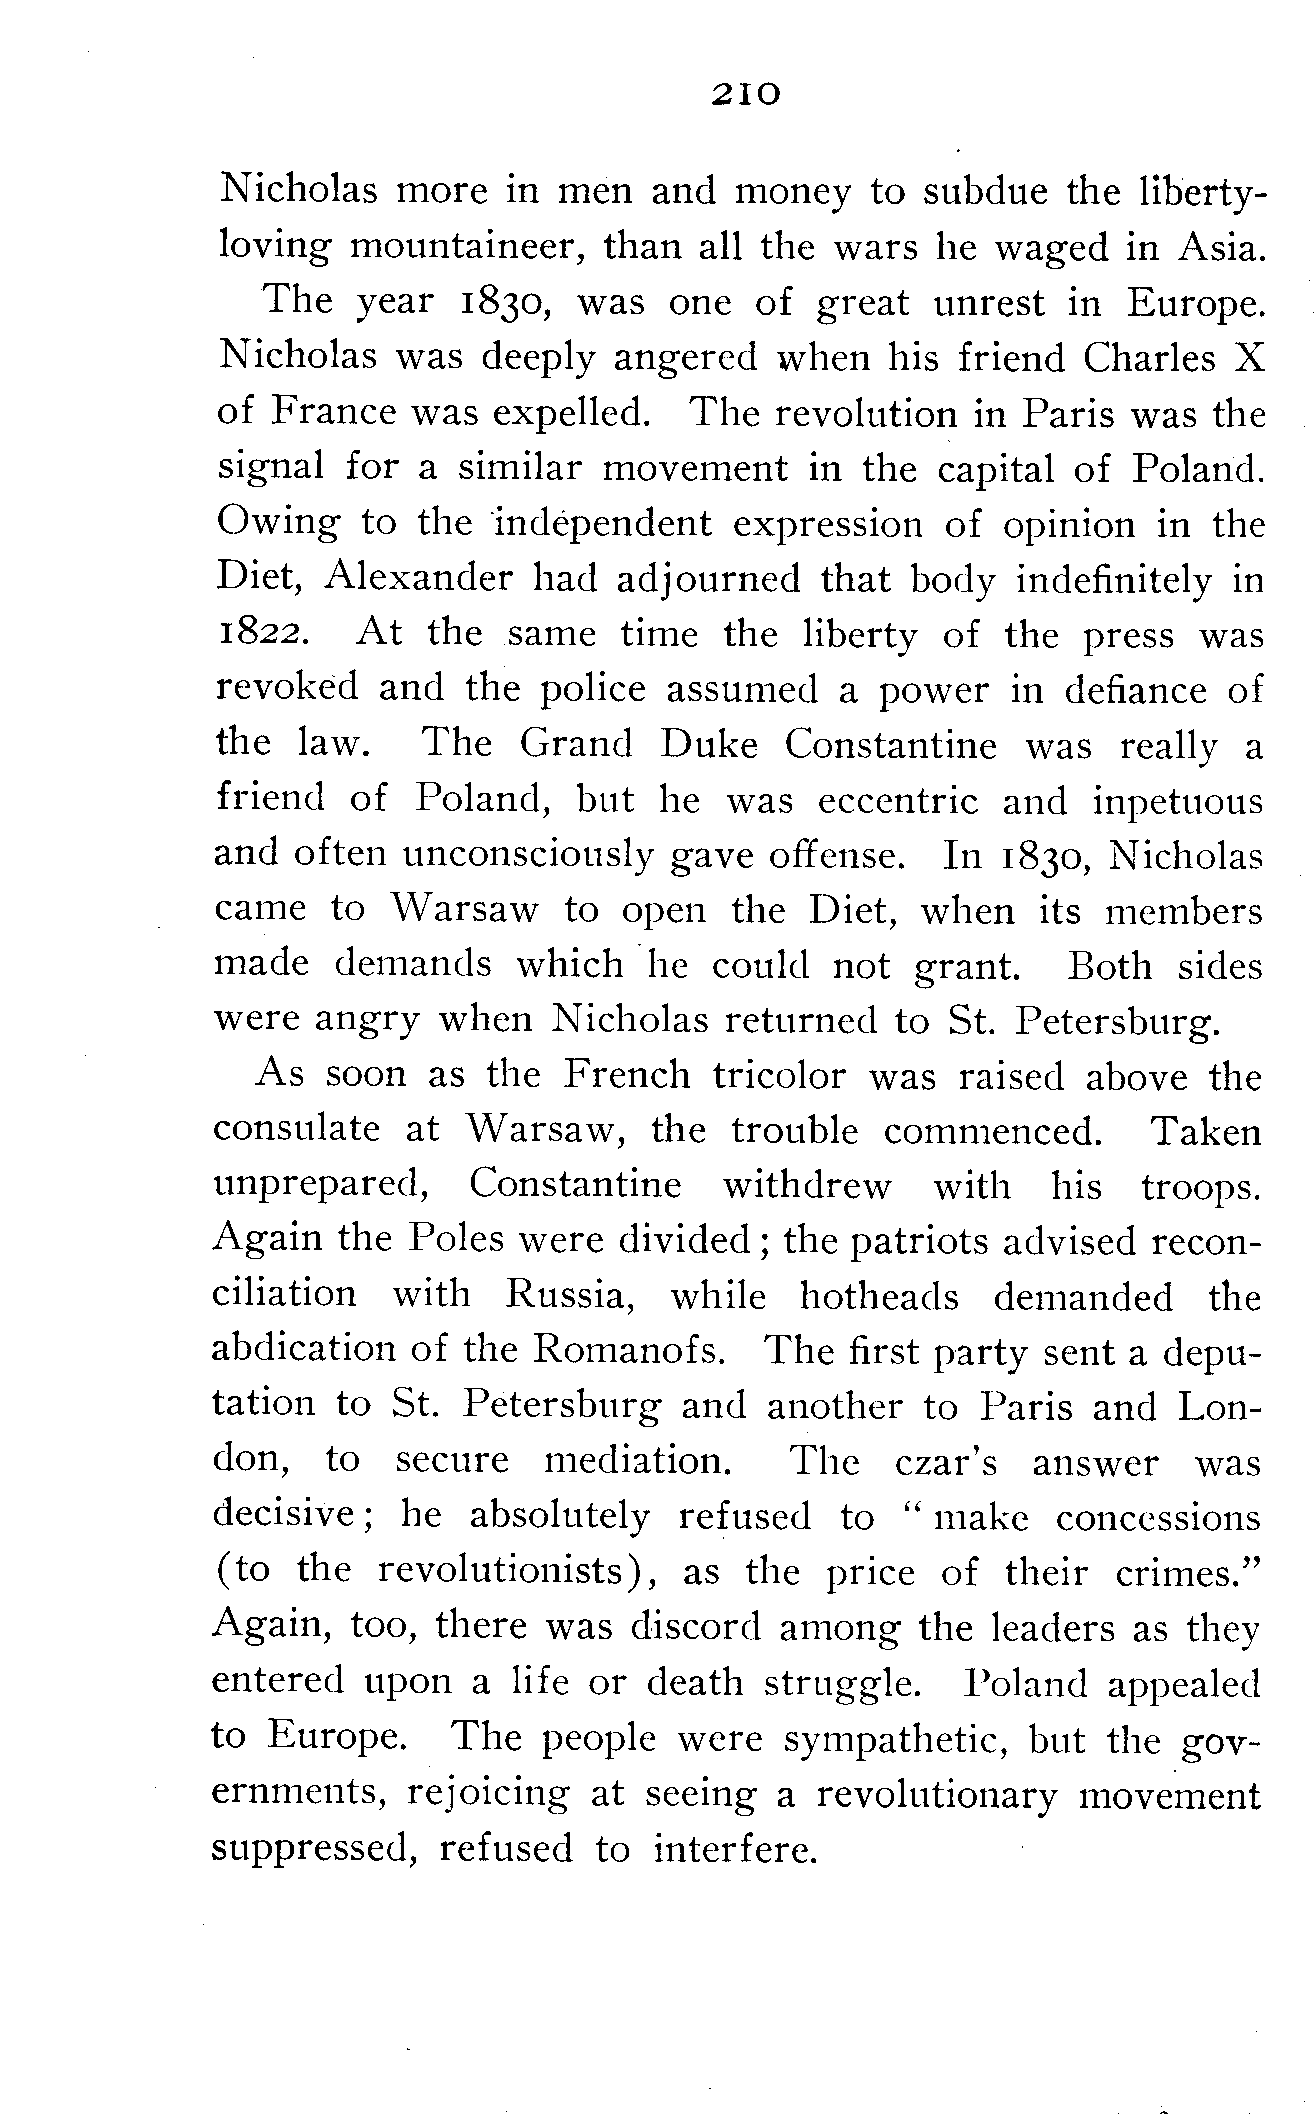 210
Nicholas more in men and money to subdue the liberty-
loving mountaineer, than all the wars he waged in Asia.
The year 1830, was one of great unrest in Europe.
Nicholas was deeply angered when his friend Charles X
of France was expelled. The revolution in Paris was the
signal for a similar movement in the capital of Poland.
Owing to the independent expression of opinion in the
Diet, Alexander had adjourned that body indefinitely in
1822. At the same time the liberty of the press was
revoked and the police assumed a power in defiance of
the law. The Grand Duke Constantine was really a
friend of Poland, but he was eccentric and inpetuous
and often unconsciously gave offense. In 1830, Nicholas
came to Warsaw to open the Diet, when its members
made demands which he could not grant. Both sides
were angry when Nicholas returned to St. Petersburg.
As soon as the French tricolor was raised above the
consulate at Warsaw, the trouble commenced. Taken
unprepared, Constantine withdrew with his troops.
Again the Poles were divided; the patriots advised recon-
ciliation with Russia, while hotheads demanded the
abdication of the Romanofs. The first party sent a depu-
tation to St. Petersburg and another to Paris and Lon-
don, to secure mediation. The czar's answer was
decisive; he absolutely refused to "make concessions
(to the revolutionists), as the price of their crimes."
Again, too, there was discord among the leaders as they
entered upon a life or death struggle. Poland appealed
to Europe. The people were sympathetic, but the gov-
ernments, rejoicing at seeing a revolutionary movement
suppressed, refused to interfere.